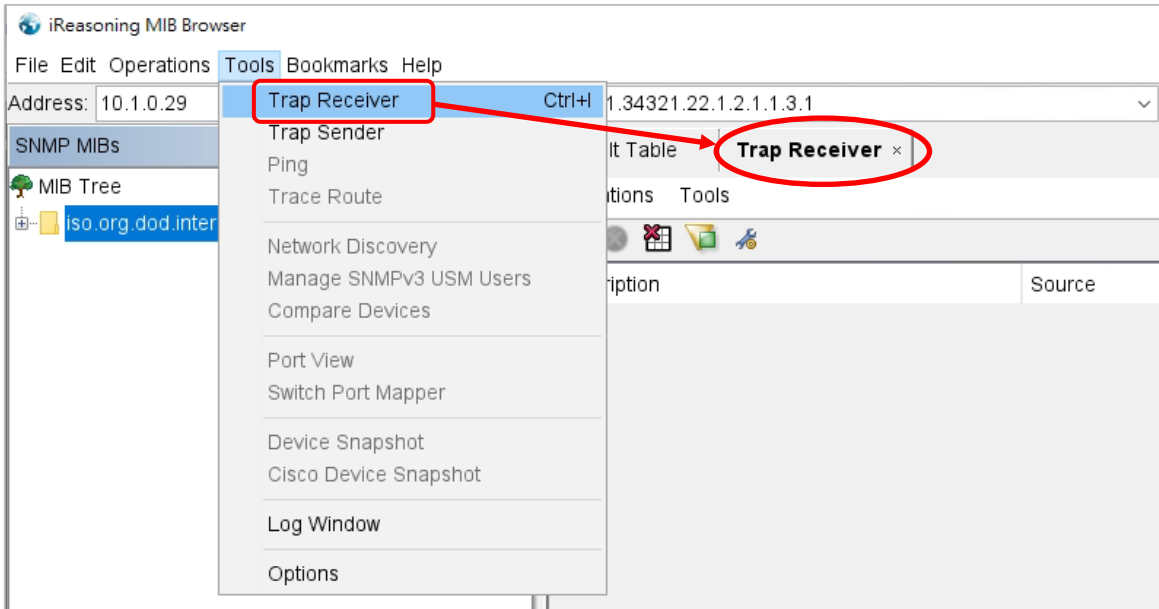 iReasoning MIB Browser
File Edit Operations Tools Bookmarks Help
Address: 10.1.0.29 1.34321.22.1.2.1.1.3.1
SNMP MIBs
MIB Tree
iso.org.dod.inter
Trap Receiver Ctrl+I
Trap Sender
Ping
Trace Route
Network Discovery
Manage SNMPv3 USM Users
Compare Devices
Port View
Switch Port Mapper
Device Snapshot
Cisco Device Snapshot
Log Window
Options
lt Table Trap Receiver ×
ations Tools
ription Source